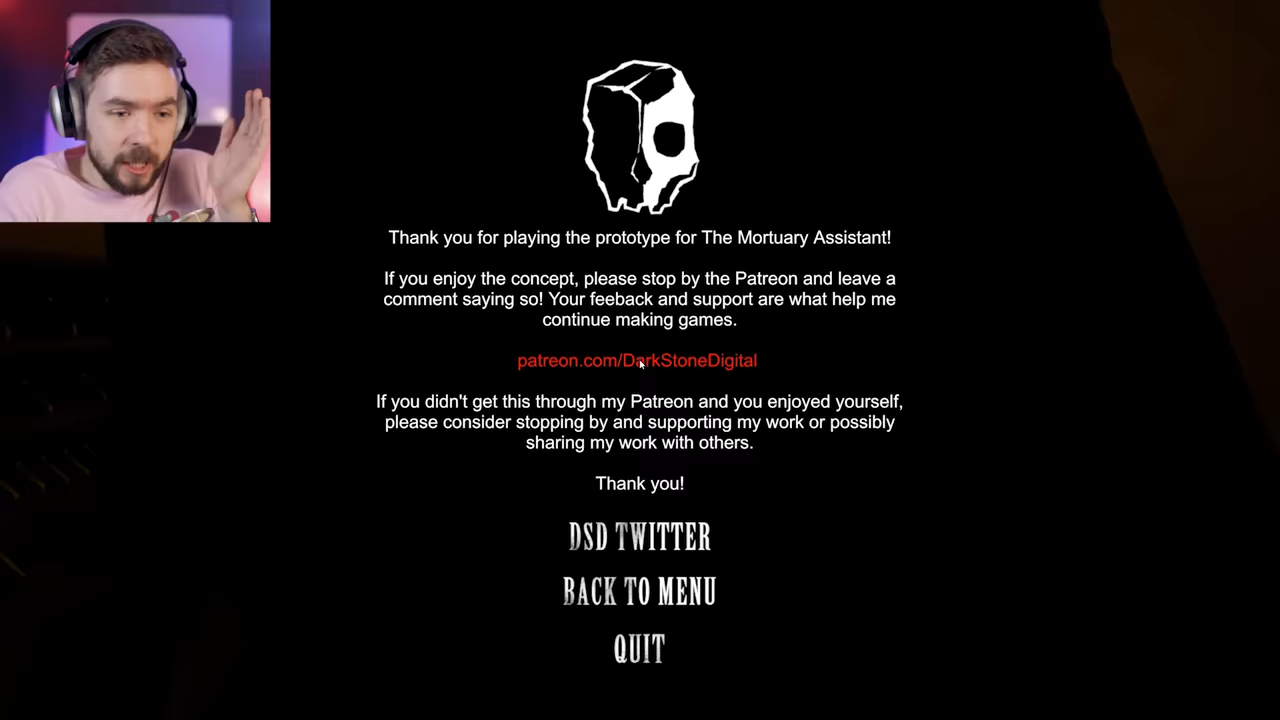 Thank you for playing the prototype for The Mortuary Assistant!
If you enjoy the concept, please stop by the Patreon and leave a
comment saying so! Your feeback and support are what help me
continue making games.
patreon.com/DarkStoneDigital
If you didn't get this through my Patreon and you enjoyed yourself,
please consider stopping by and supporting my work or possibly
sharing my work with others.
Thank you!
DSD TWITTER
BACK TO MENU
QUIT